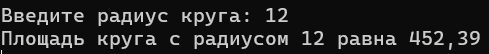 Введите радиус круга: 12
Площадь круга с радиусом 12 равна 452,39